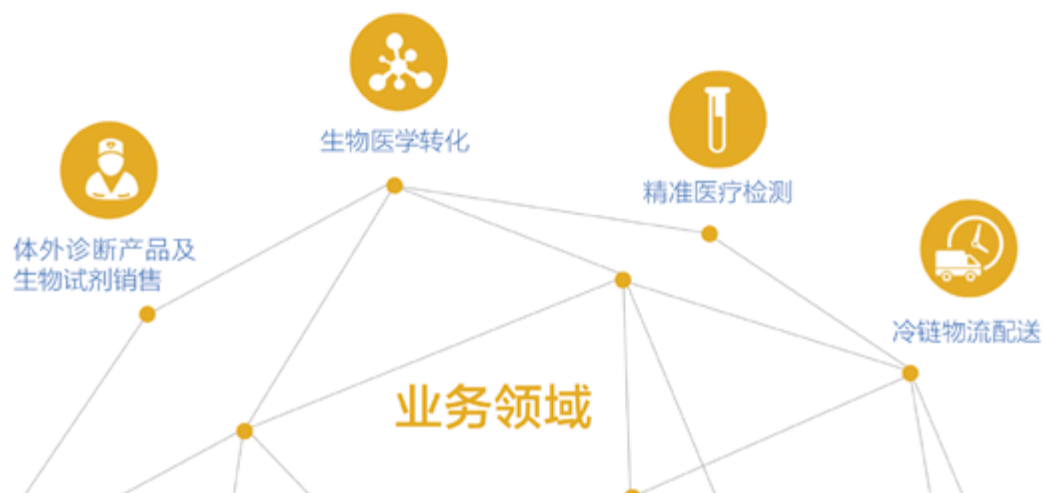 生物医学转化
精准医疗检测
体外诊断产品及
生物试剂销售
冷链物流配送
业务领域